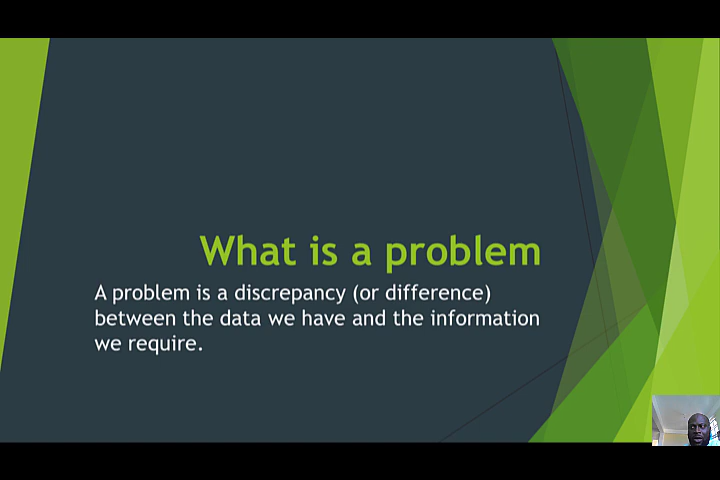 What is a problem
A problem is a discrepancy (or difference)
between the data we have and the information
we require.